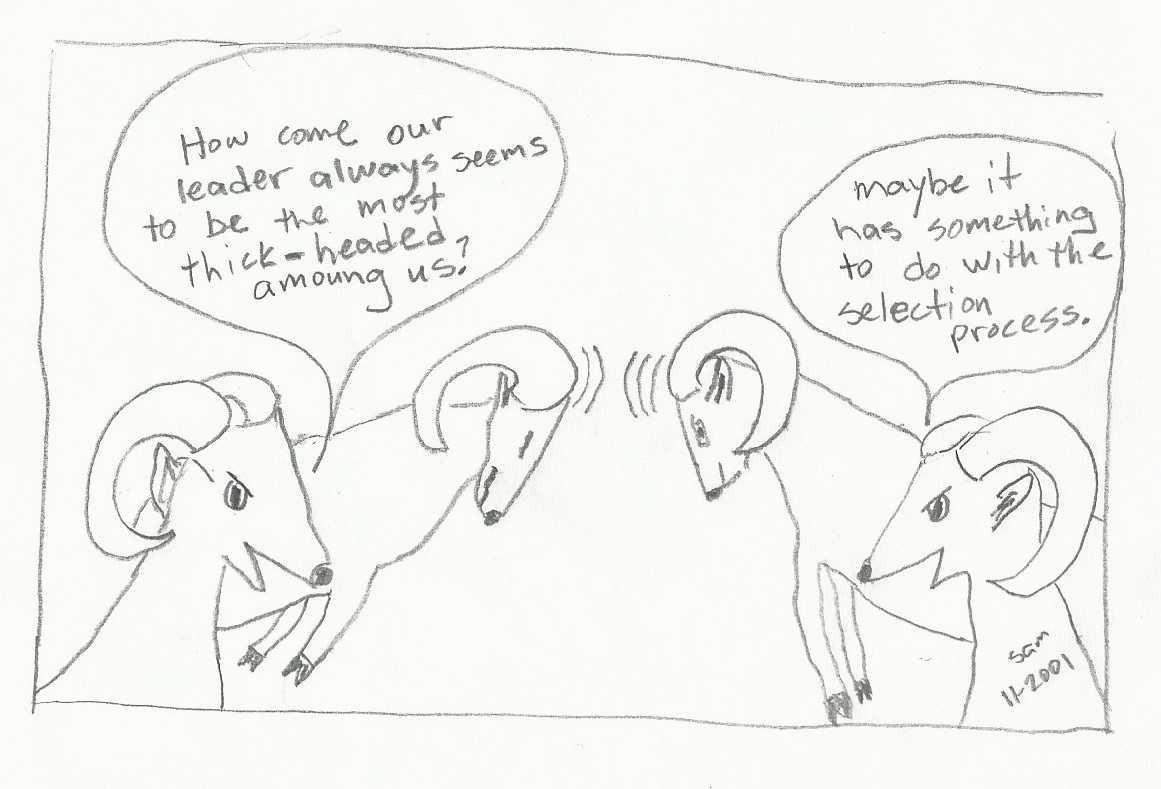 How come our
leader always seems
to be the most
thick-headed
amoung us?
maybe it
has something
to do with the
selection
process.
sam
11-2001